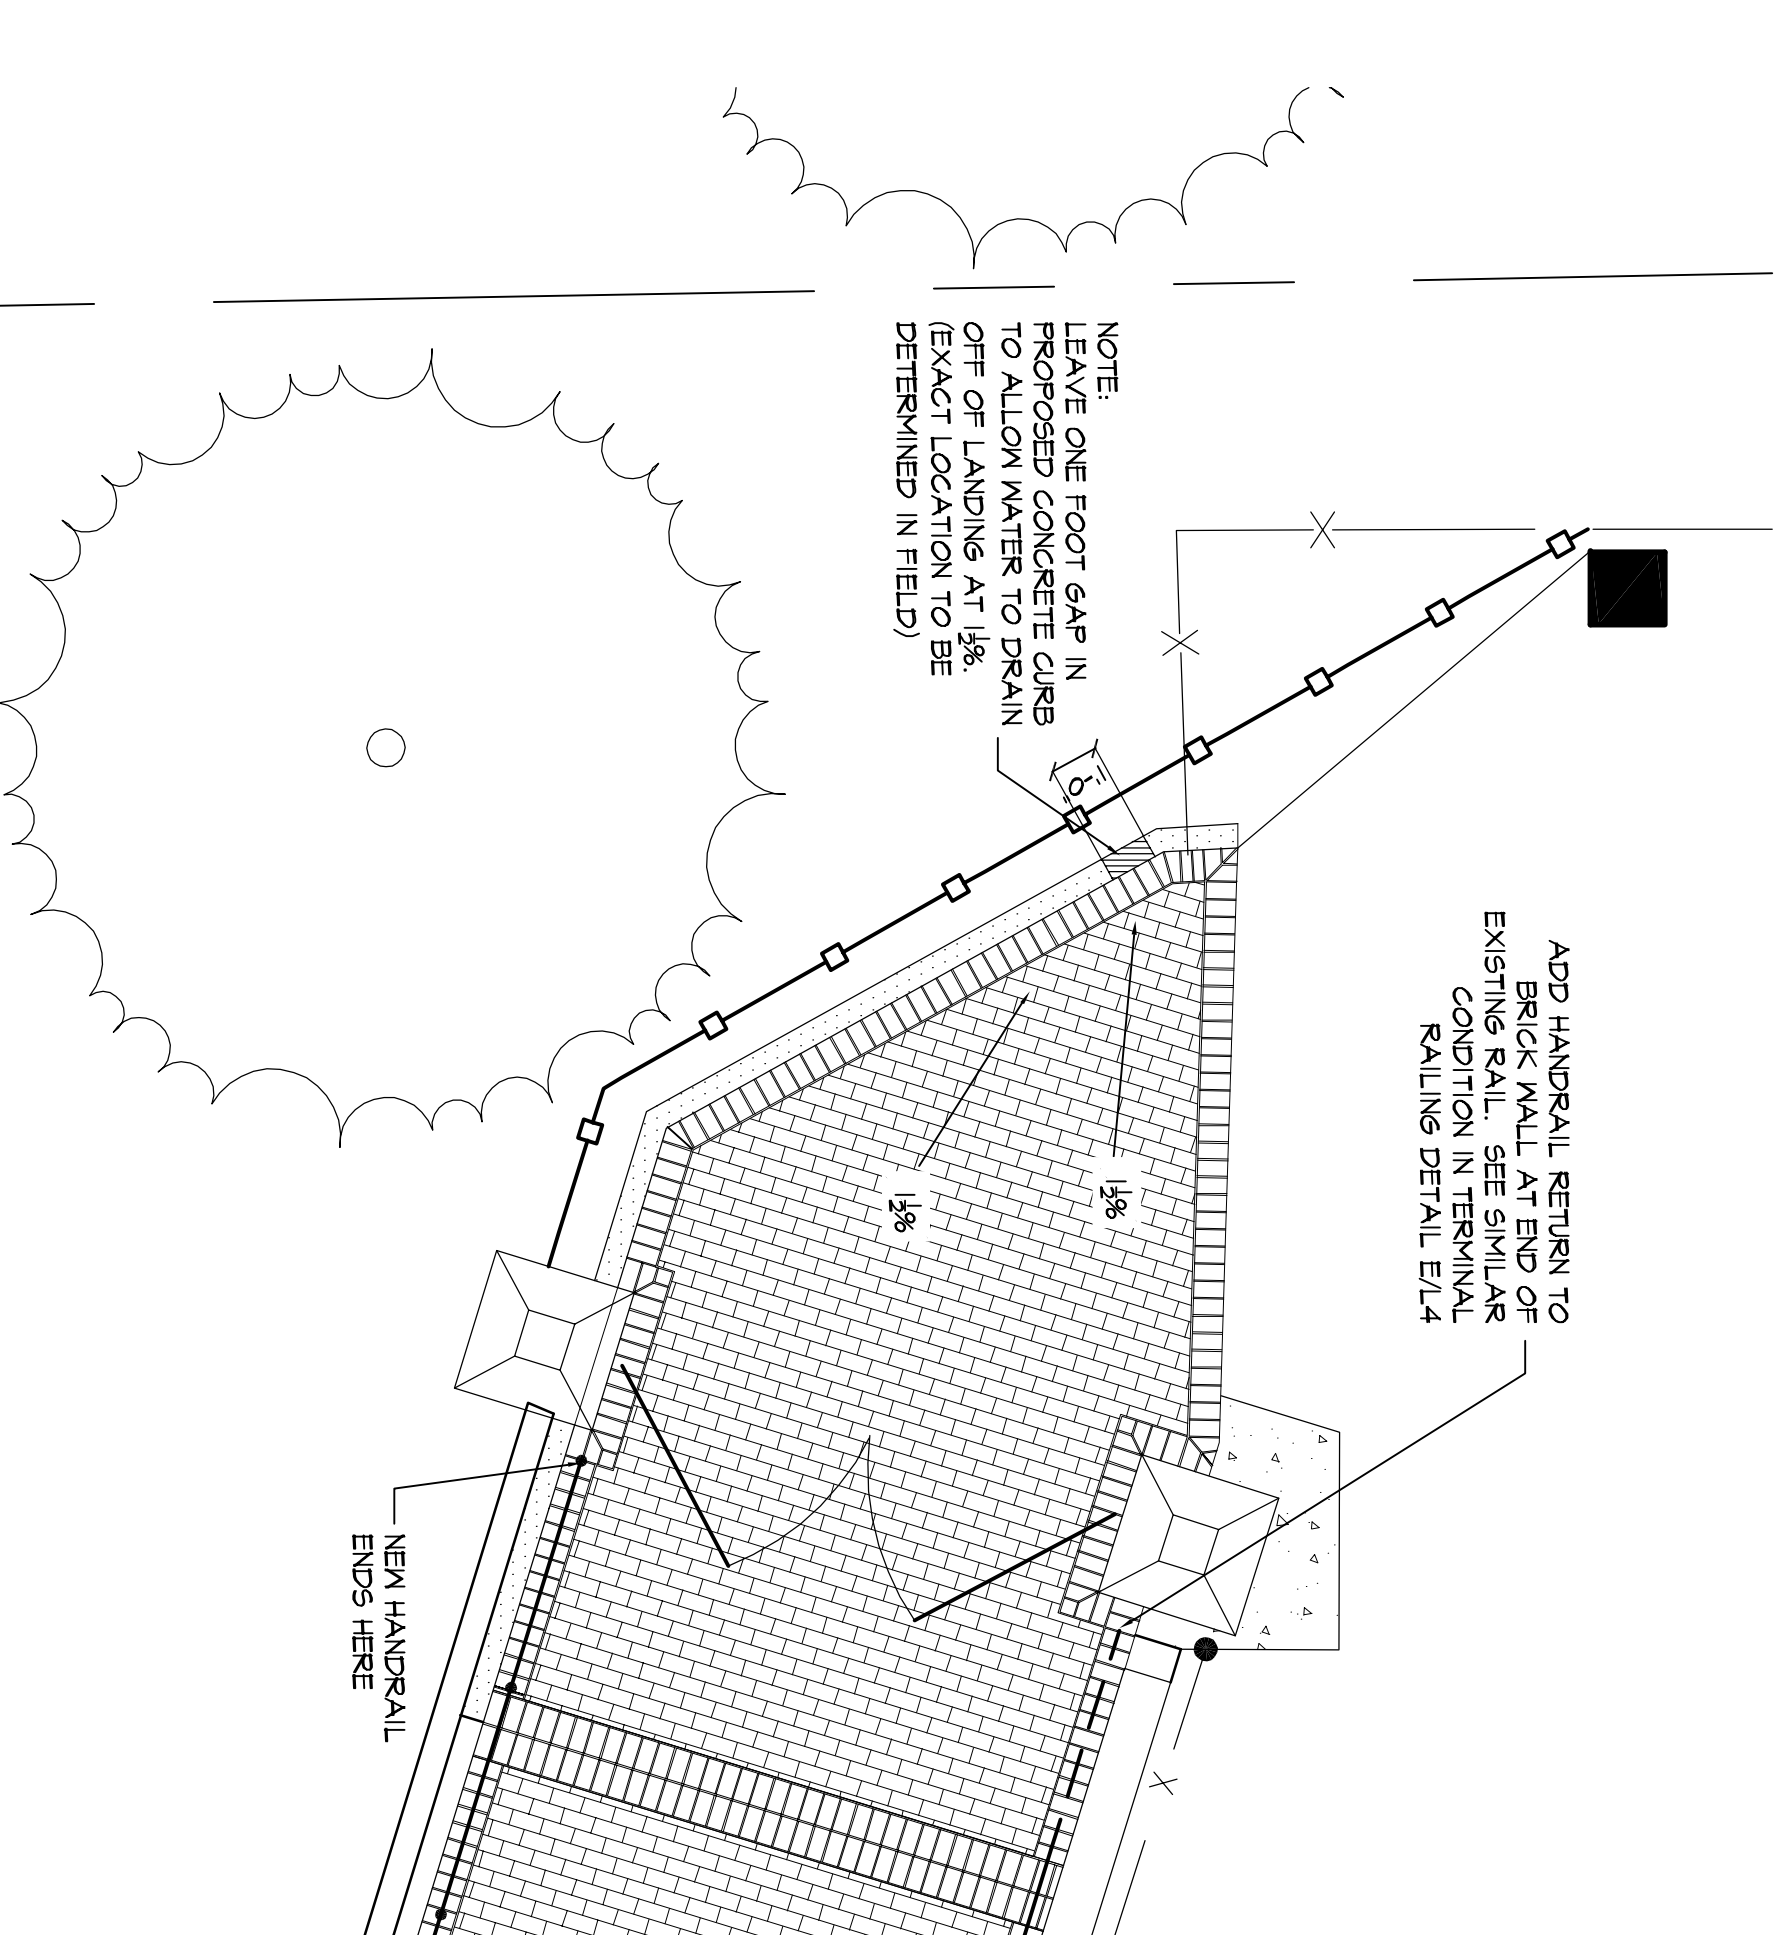 NOTE:
LEAVE ONE FOOT GAP IN
PROPOSED CONCRETE CURB
TO ALLOW WATER TO DRAIN
OFF OF LANDING AT 1½%.
(EXACT LOCATION TO BE
DETERMINED IN FIELD)
1'-0"
ADD HANDRAIL RETURN TO
BRICK WALL AT END OF
EXISTING RAIL. SEE SIMILAR
CONDITION IN TERMINAL
RAILING DETAIL E/L4
1½%
1½%
NEW HANDRAIL
ENDS HERE